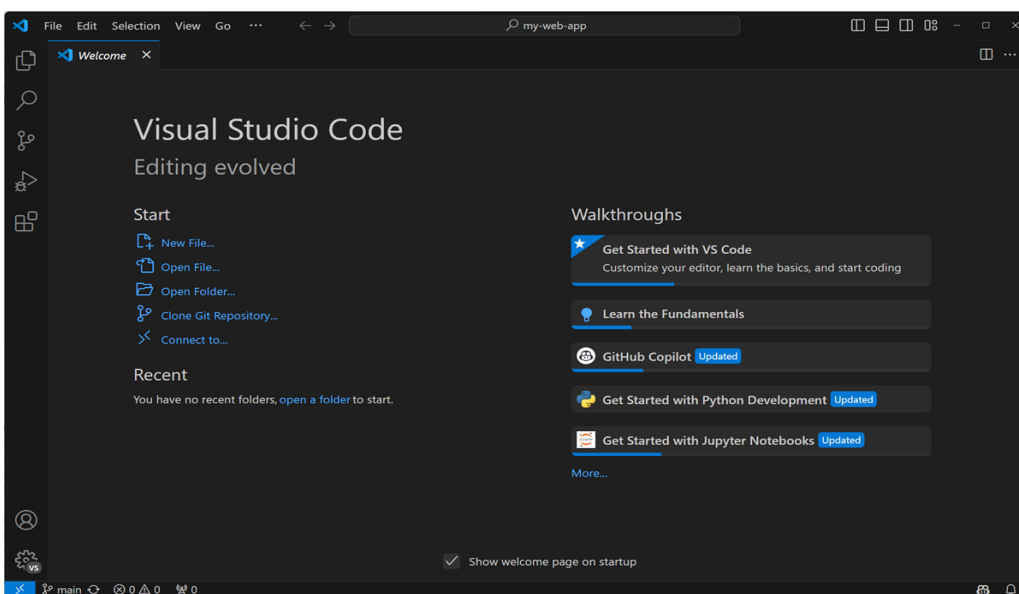 File Edit Selection View Go ··· my-web-app
Welcome
Visual Studio Code
Editing evolved
Start
New File...
Open File...
Open Folder...
Clone Git Repository...
Connect to...
Recent
You have no recent folders, open a folder to start.
Walkthroughs
Get Started with VS Code
Customize your editor, learn the basics, and start coding
Learn the Fundamentals
GitHub Copilot Updated
Get Started with Python Development Updated
Get Started with Jupyter Notebooks Updated
More...
Show welcome page on startup
VS
main 0 0 0